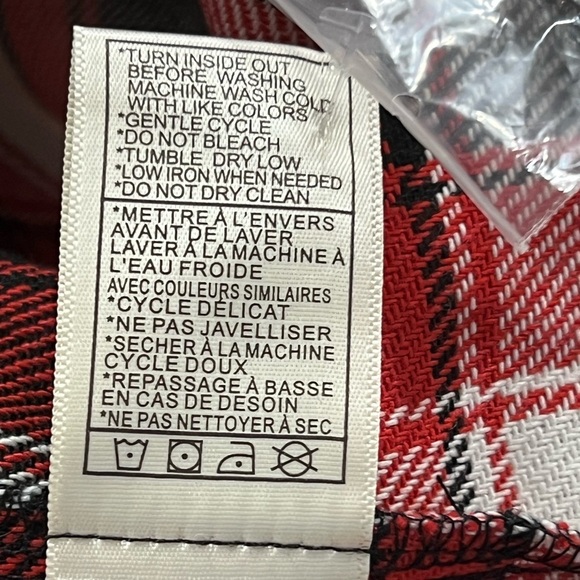 *TURN INSIDE OUT
BEFORE WASHING
MACHINE WASH COLD
WITH LIKE COLORS
*GENTLE CYCLE
*DO NOT BLEACH
*TUMBLE DRY LOW
*LOW IRON WHEN NEEDED
*DO NOT DRY CLEAN
*METTRE À L'ENVERS
AVANT DE LAVER
LAVER À LA MACHINE À
L'EAU FROIDE
AVEC COULEURS SIMILAIRES
*CYCLE DÉLICAT
*NE PAS JAVELLISER
*SECHER À LA MACHINE
CYCLE DOUX
*REPASSAGE À BASSE
EN CAS DE DESOIN
*NE PAS NETTOYER À SEC